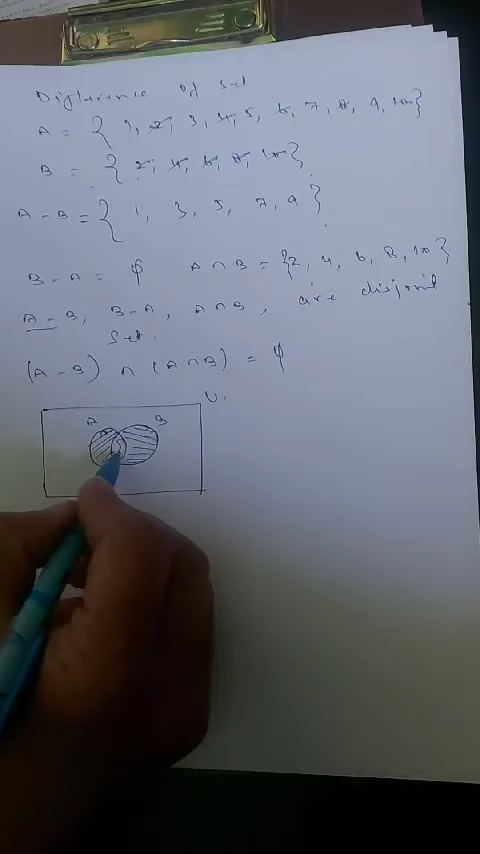 Difference of set
A = { 1, 2, 3, 4, 5, 6, 7, 8, 9, 10}
B = { 2, 4, 6, 8, 10},
A - B = { 1, 3, 5, 7, 9 }
B - A = φ A ∩ B = {2, 4, 6, 8, 10}
A - B, B - A, A ∩ B, are disjoint
set.
(A - B) ∩ (A ∩ B) = φ
U.
A B